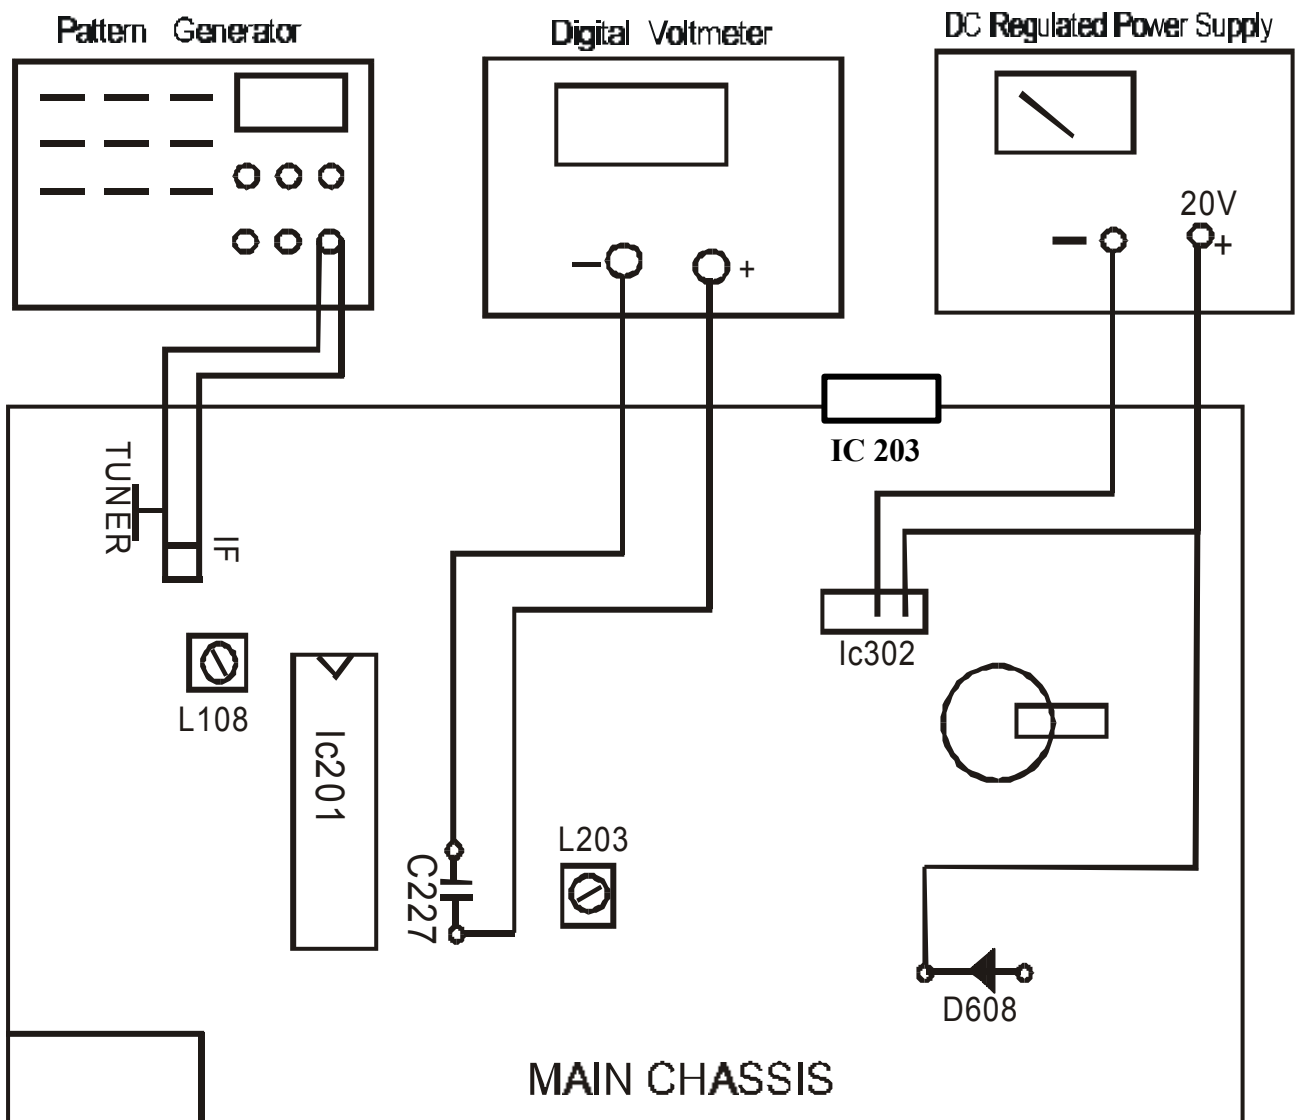 Pattern Generator
Digital Voltmeter
DC Regulated Power Supply
20V
− +
− +
IC 203
TUNER
IF
Ic302
L108
Ic201
L203
C227
D608
MAIN CHASSIS